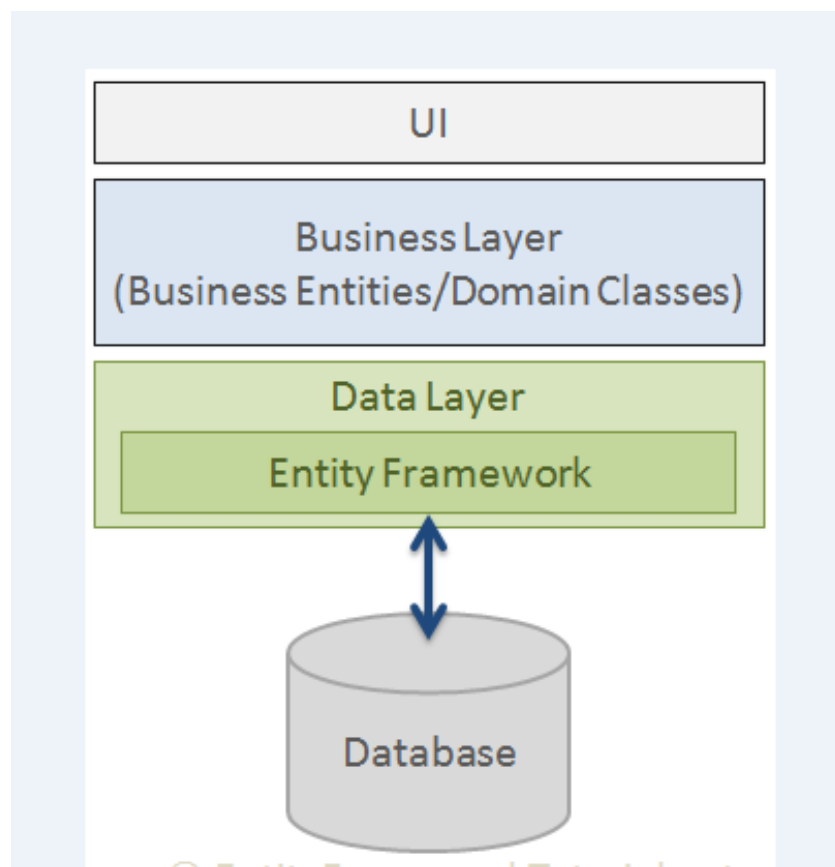 UI
Business Layer
(Business Entities/Domain Classes)
Data Layer
Entity Framework
Database